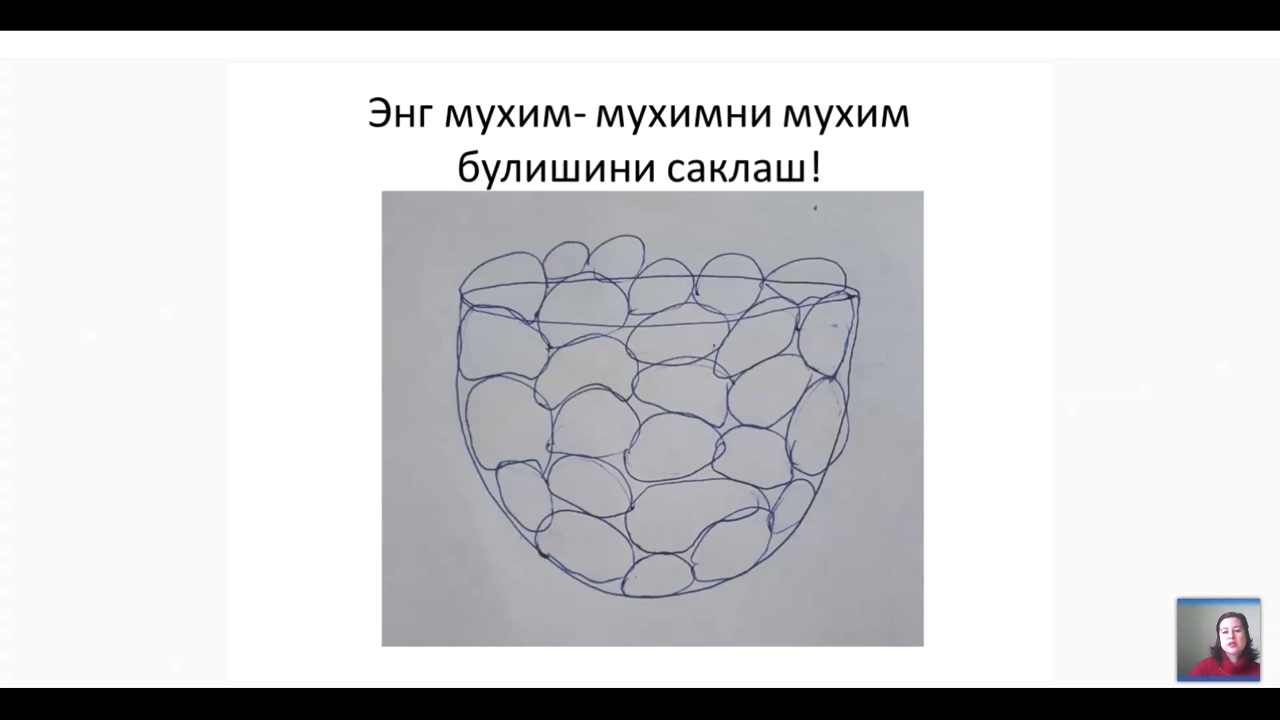 Энг мухим- мухимни мухим
булишини саклаш!